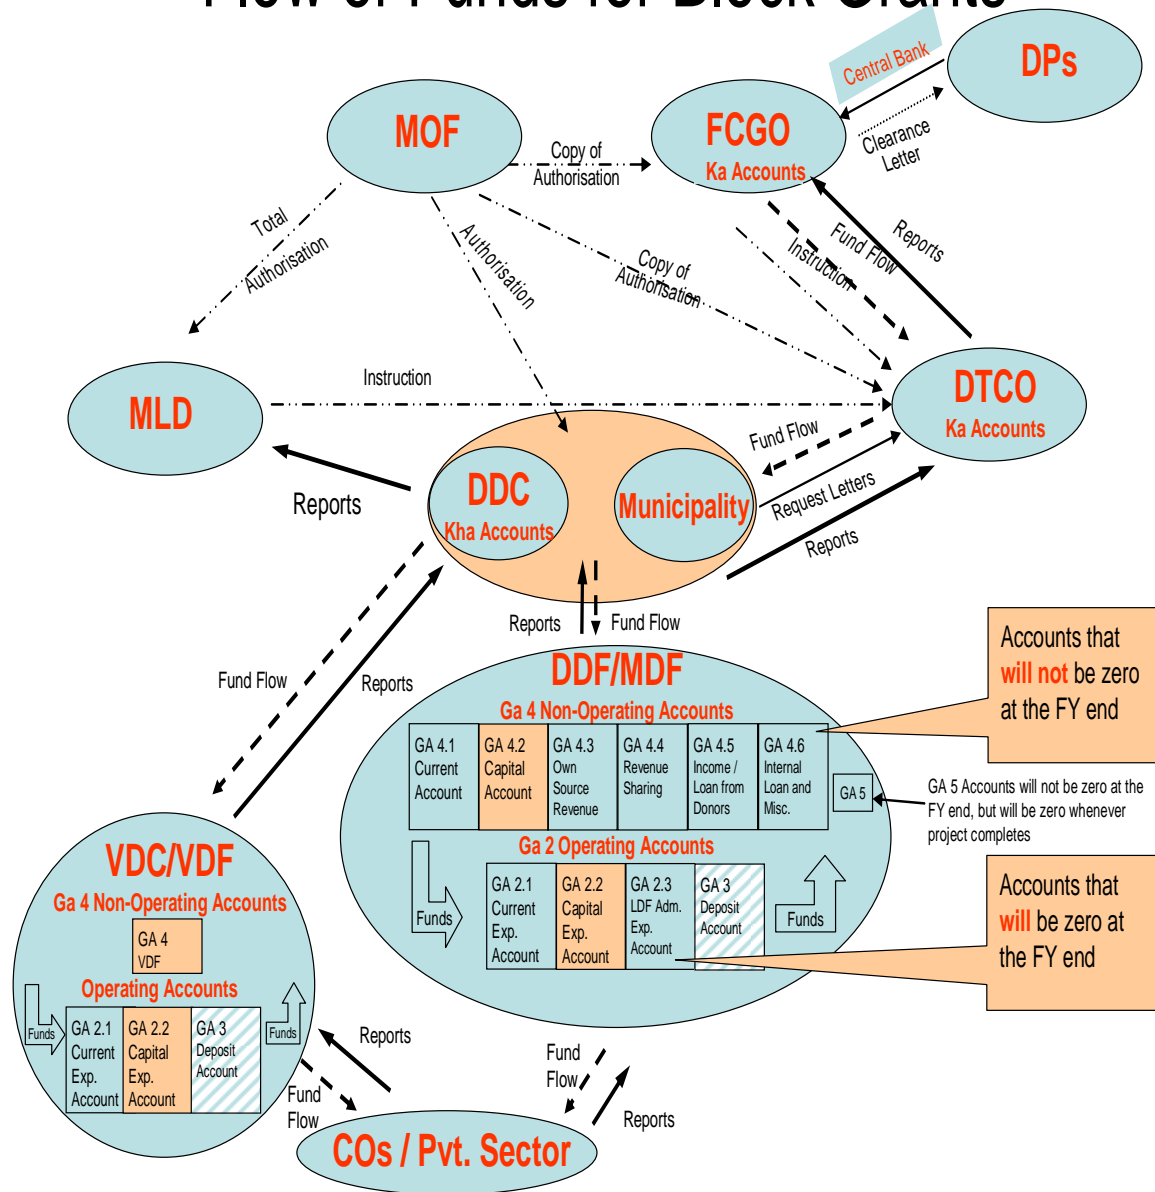 Flow of Funds for Block Grants
Central Bank
DPs
MOF
FCGO
Ka Accounts
Clearance
Letter
Copy of
Authorisation
Total
Authorisation
Authorisation
Copy of
Authorisation
Instruction
Fund Flow
Reports
MLD
Instruction
DTCO
Ka Accounts
Fund Flow
Request Letters
Reports
DDC
Kha Accounts
Municipality
Reports
Reports
Fund Flow
Fund Flow
Reports
DDF/MDF
Ga 4 Non-Operating Accounts
GA 4.1
Current
Account
GA 4.2
Capital
Account
GA 4.3
Own
Source
Revenue
GA 4.4
Revenue
Sharing
GA 4.5
Income /
Loan from
Donors
GA 4.6
Internal
Loan and
Misc.
GA 5
Accounts that
will not be zero
at the FY end
GA 5 Accounts will not be zero at the
FY end, but will be zero whenever
project completes
Ga 2 Operating Accounts
Funds
GA 2.1
Current
Exp.
Account
GA 2.2
Capital
Exp.
Account
GA 2.3
LDF Adm.
Exp.
Account
GA 3
Deposit
Account
Funds
Accounts that
will be zero at
the FY end
VDC/VDF
Ga 4 Non-Operating Accounts
GA 4
VDF
Operating Accounts
Funds
GA 2.1
Current
Exp.
Account
GA 2.2
Capital
Exp.
Account
GA 3
Deposit
Account
Funds
Reports
Fund
Flow
Fund
Flow
Reports
COs / Pvt. Sector